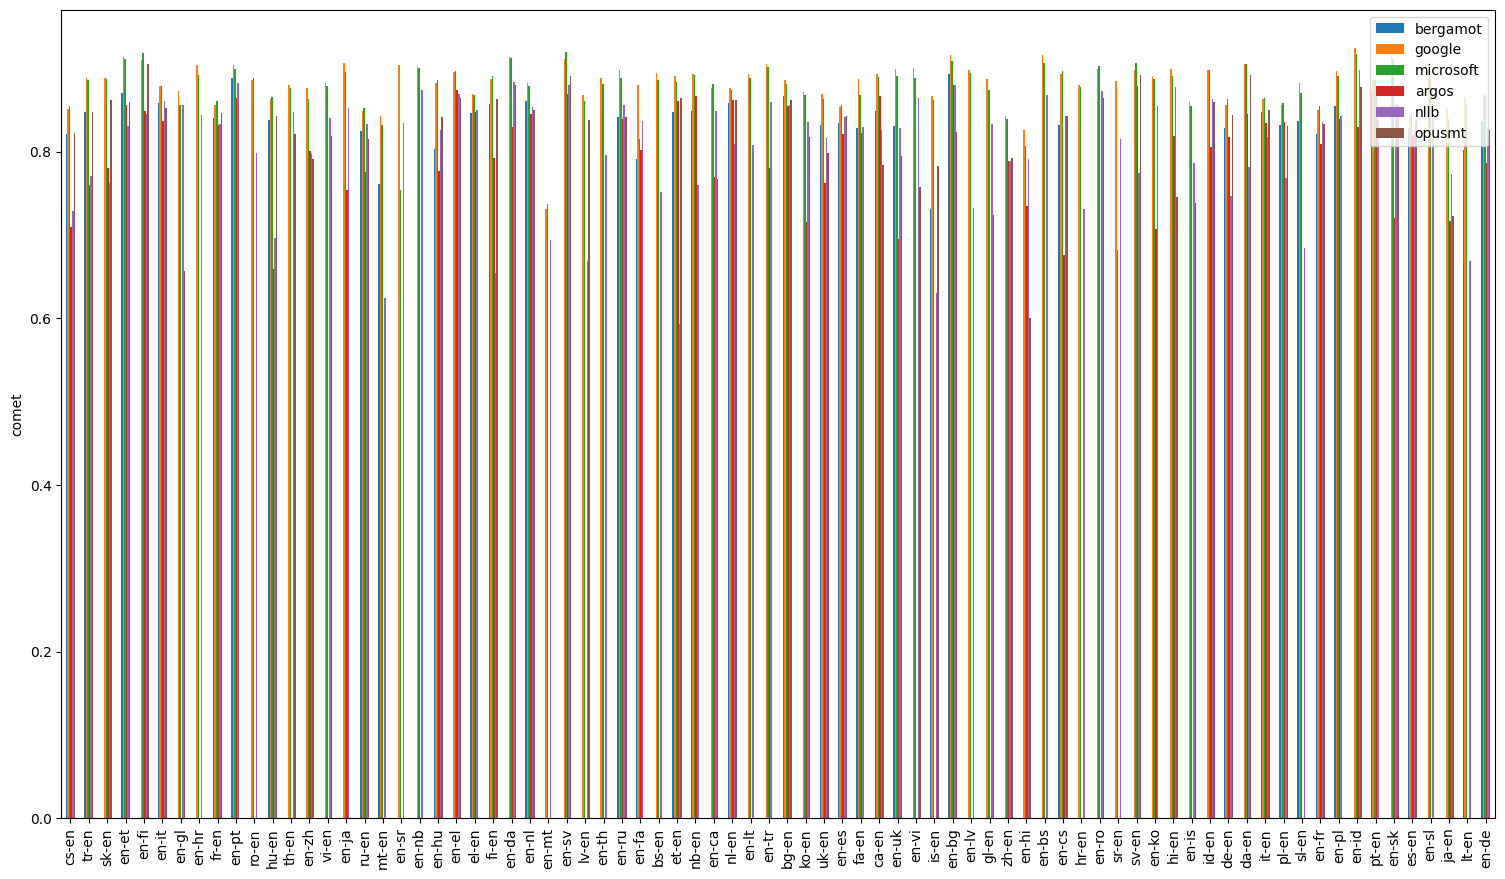 bergamot
google
microsoft
argos
nllb
opusmt
comet
0.8
0.6
0.4
0.2
0.0
cs-en
tr-en
sk-en
en-et
en-fi
en-it
en-gl
en-hr
fr-en
en-pt
ro-en
hu-en
th-en
en-zh
vi-en
en-ja
ru-en
mt-en
en-sr
en-nb
en-hu
en-el
el-en
fi-en
en-da
en-nl
en-mt
en-sv
lv-en
en-th
en-ru
en-fa
bs-en
et-en
nb-en
en-ca
nl-en
en-lt
en-tr
bg-en
ko-en
uk-en
en-es
fa-en
ca-en
en-uk
en-vi
is-en
en-bg
en-lv
gl-en
zh-en
en-hi
en-bs
en-cs
hr-en
en-ro
sr-en
sv-en
en-ko
hi-en
en-is
id-en
de-en
da-en
it-en
pl-en
sl-en
en-fr
en-pl
en-id
pt-en
en-sk
es-en
en-sl
ja-en
lt-en
en-de